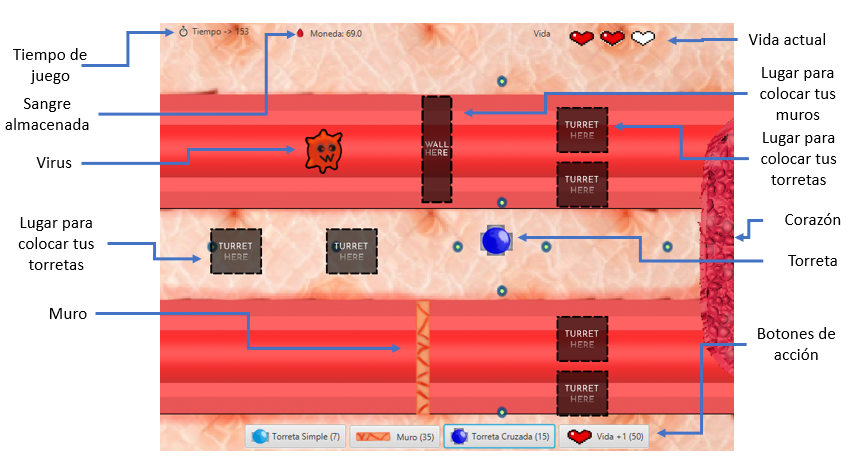 Tiempo -> 153
Moneda: 69.0
Vida
Vida actual
Tiempo de
juego
Sangre
almacenada
Virus
Lugar para
colocar tus
muros
Lugar para
colocar tus
torretas
WALL
HERE
TURRET
HERE
TURRET
HERE
Lugar para
colocar tus
torretas
TURRET
HERE
TURRET
HERE
Corazón
Torreta
Muro
TURRET
HERE
TURRET
HERE
Botones de
acción
Torreta Simple (7)
Muro (35)
Torreta Cruzada (15)
Vida +1 (50)